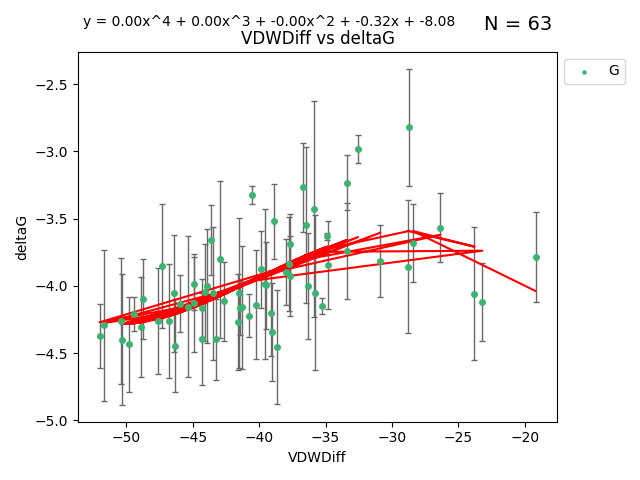 y = 0.00x^4 + 0.00x^3 + -0.00x^2 + -0.32x + -8.08
N = 63
VDWDiff vs deltaG
G
deltaG
−2.5
−3.0
−3.5
−4.0
−4.5
−5.0
−50 −45 −40 −35 −30 −25 −20
VDWDiff